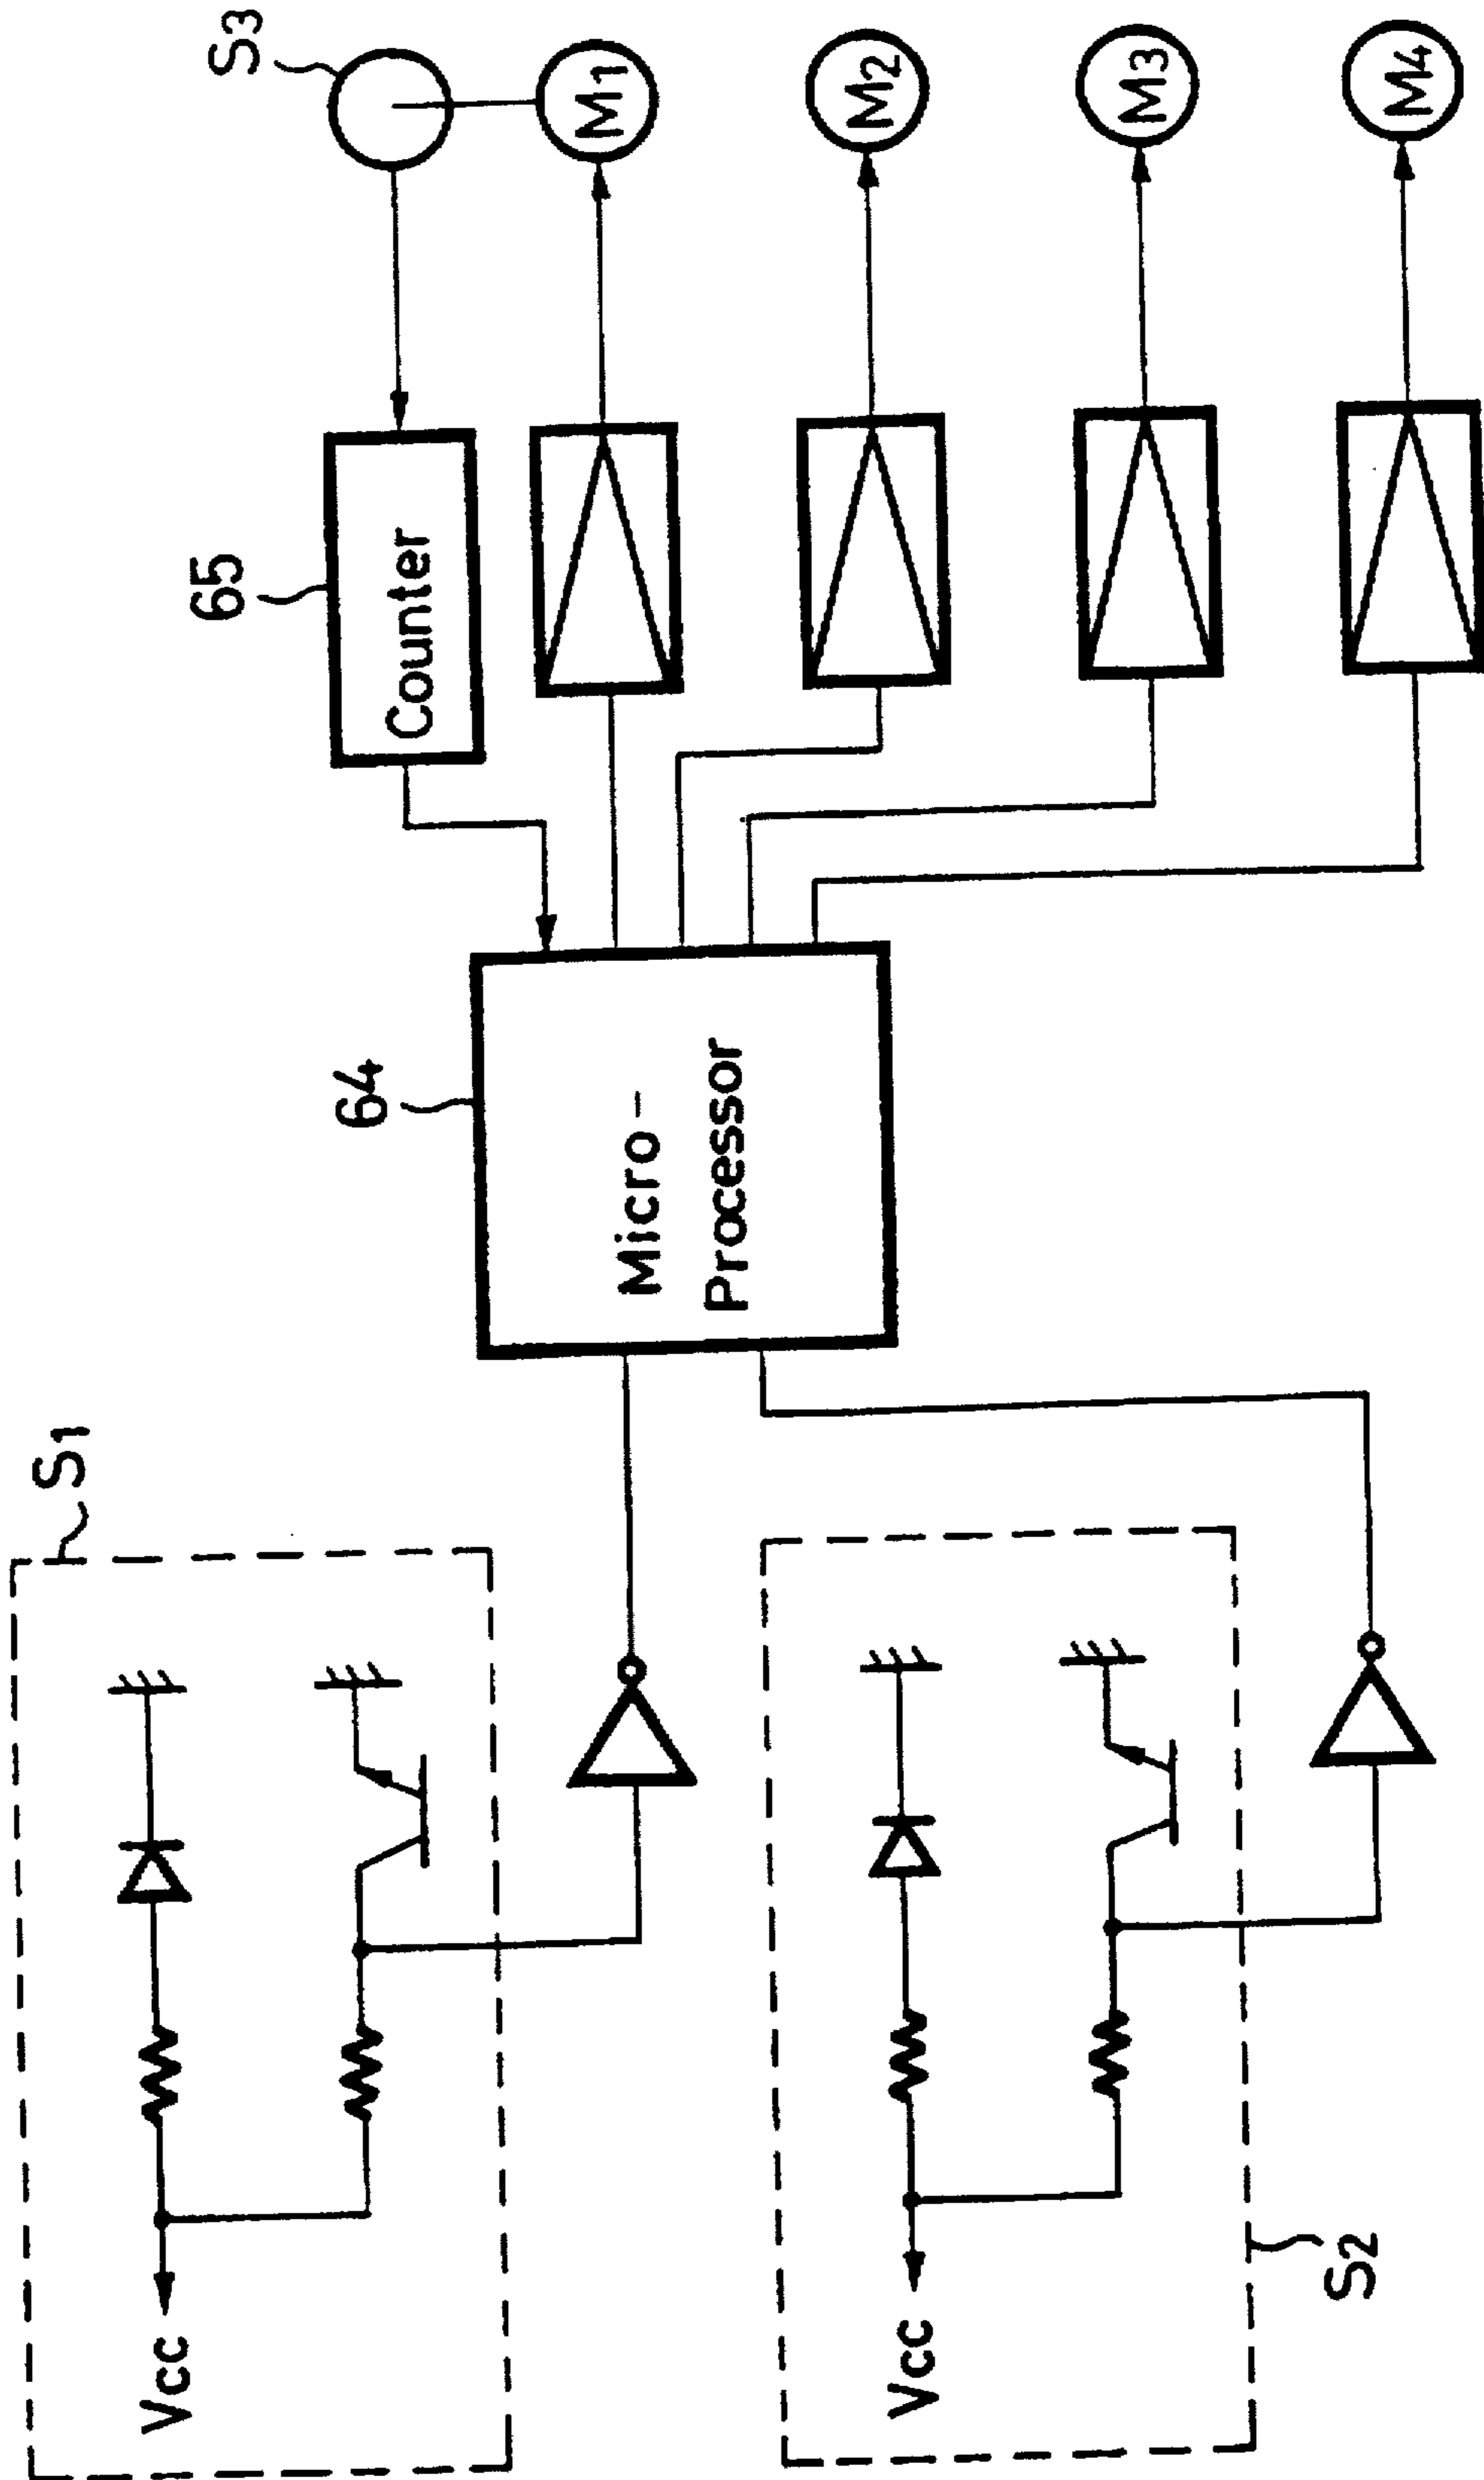 S1
Vcc
S2
Vcc
64
Micro-
Processor
65
Counter
S3
M1
M2
M3
M4